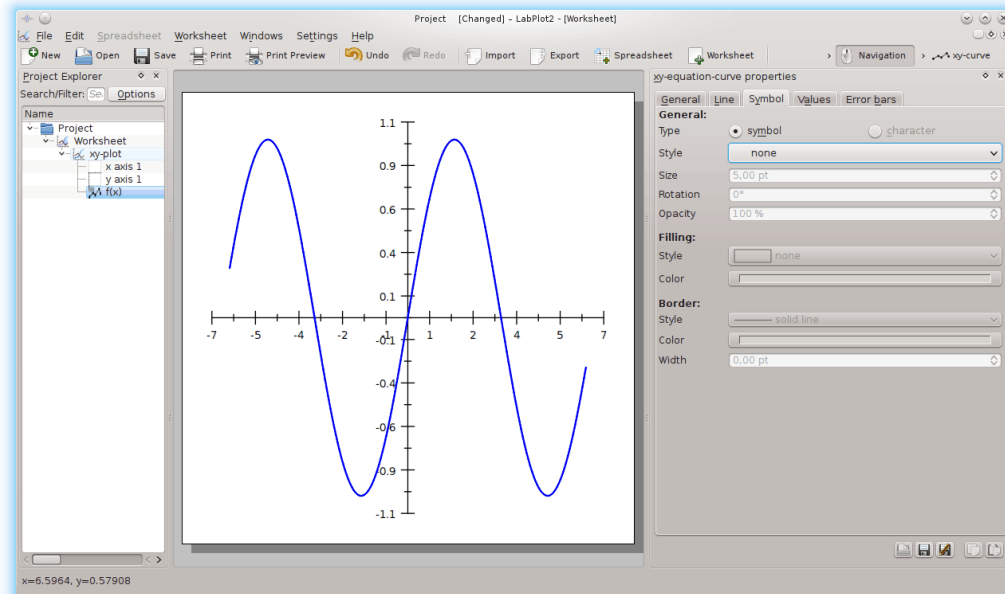 Project [Changed] – LabPlot2 - [Worksheet]
File Edit Spreadsheet Worksheet Windows Settings Help
New Open Save Print Print Preview Undo Redo Import Export Spreadsheet Worksheet › Navigation › xy-curve
Project Explorer
Search/Filter: Se Options
Name
Project
Worksheet
xy-plot
x axis 1
y axis 1
f(x)
1.1
0.9
0.6
0.4
0.1
-7 -5 -4 -2 -1 1 2 4 5 7
-0.1
-0.4
-0.6
-0.9
-1.1
xy-equation-curve properties
General Line Symbol Values Error bars
General:
Type symbol character
Style none
Size 5,00 pt
Rotation 0°
Opacity 100 %
Filling:
Style none
Color
Border:
Style solid line
Color
Width 0,00 pt
x=6.5964, y=0.57908